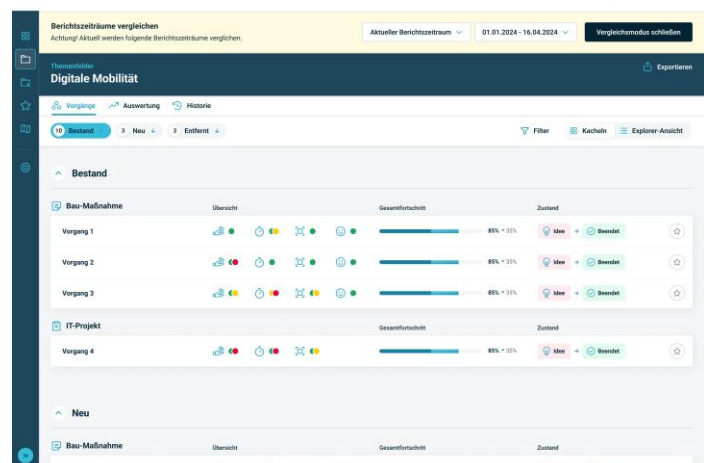 Berichtszeiträume vergleichen
Achtung! Aktuell werden folgende Berichtszeiträume verglichen.
Aktueller Berichtszeitraum
01.01.2024 - 16.04.2024
Vergleichsmodus schließen
Themenfelder
Digitale Mobilität
Exportieren
Vorgänge Auswertung Historie
10 Bestand 3 Neu 3 Entfernt
Filter Kacheln Explorer-Ansicht
Bestand
Bau-Maßnahme Übersicht Gesamtfortschritt Zustand
Vorgang 1 85% 35% Idee → Beendet
Vorgang 2 85% 35% Idee → Beendet
Vorgang 3 85% 35% Idee → Beendet
IT-Projekt Gesamtfortschritt Zustand
Vorgang 4 85% 35% Idee → Beendet
Neu
Bau-Maßnahme Übersicht Gesamtfortschritt Zustand